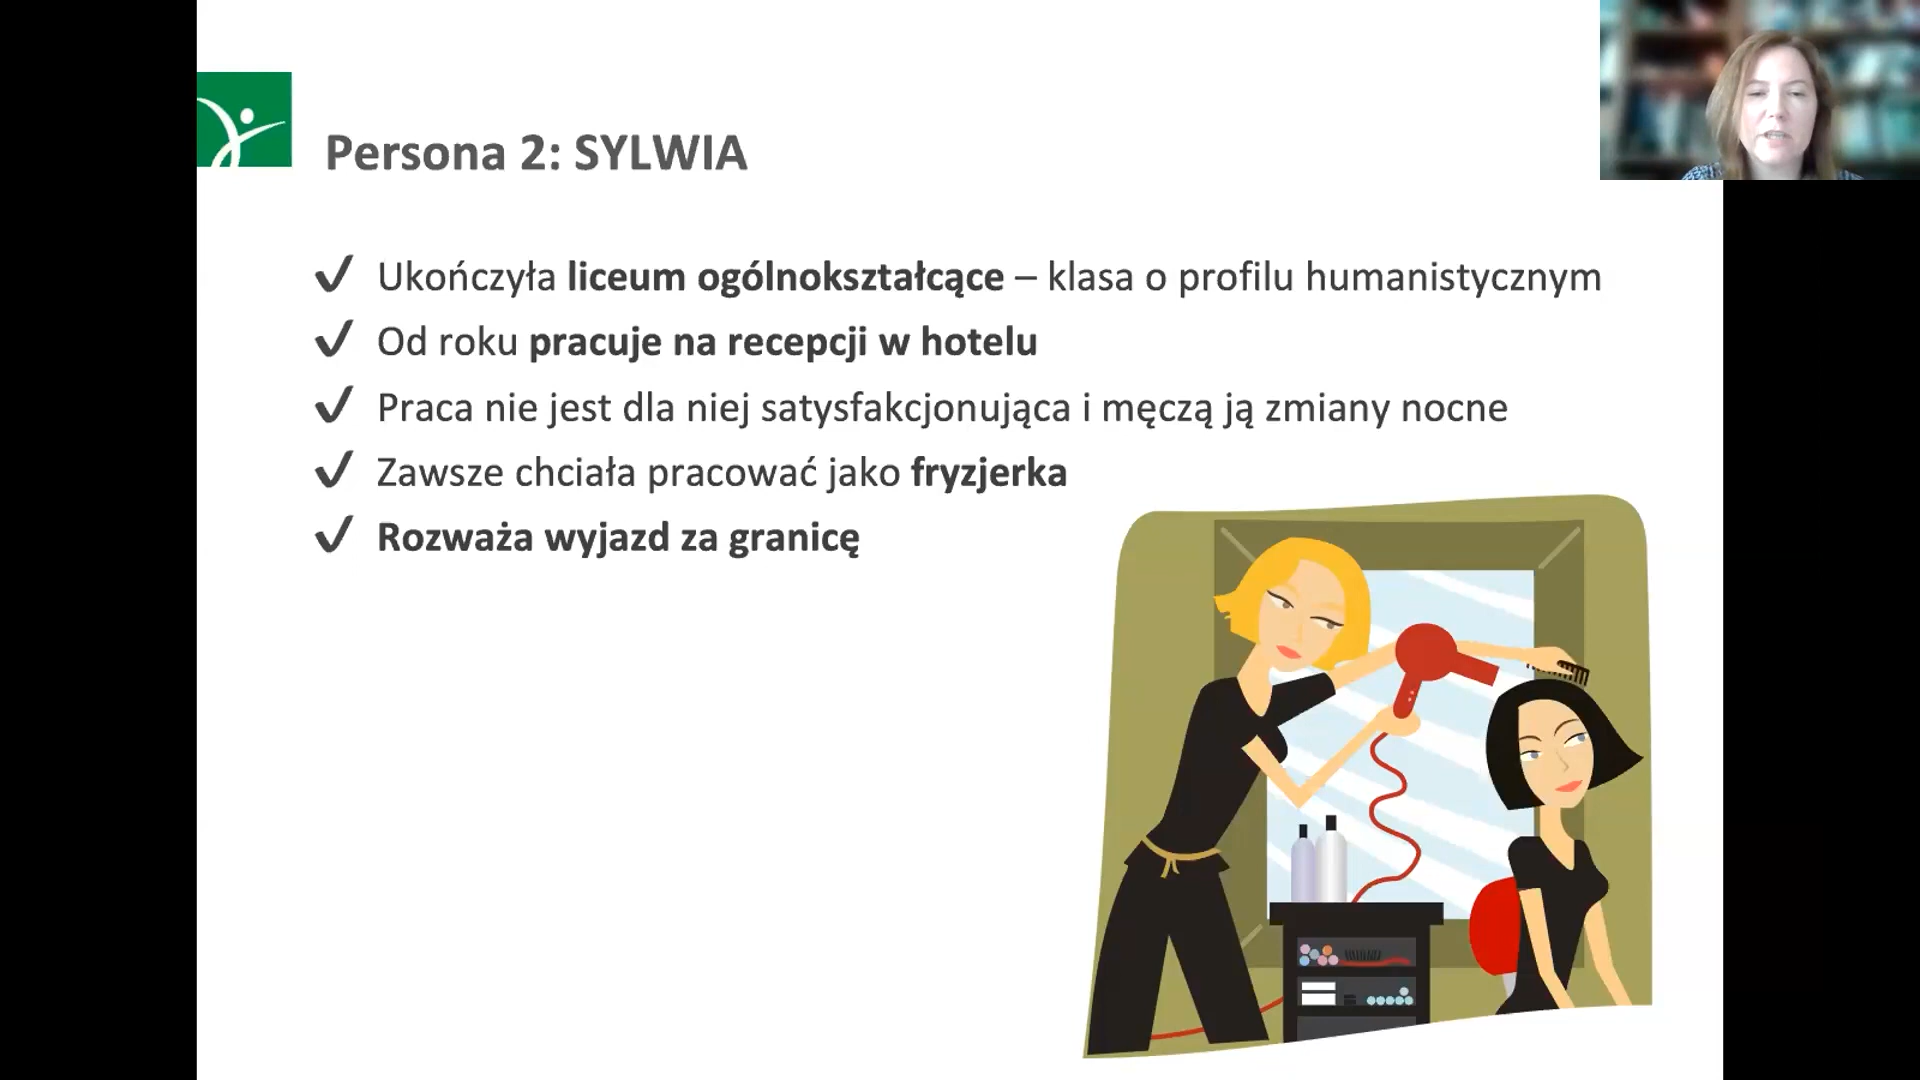 Persona 2: SYLWIA
✔ Ukończyła liceum ogólnokształcące – klasa o profilu humanistycznym
✔ Od roku pracuje na recepcji w hotelu
✔ Praca nie jest dla niej satysfakcjonująca i męczą ją zmiany nocne
✔ Zawsze chciała pracować jako fryzjerka
✔ Rozważa wyjazd za granicę